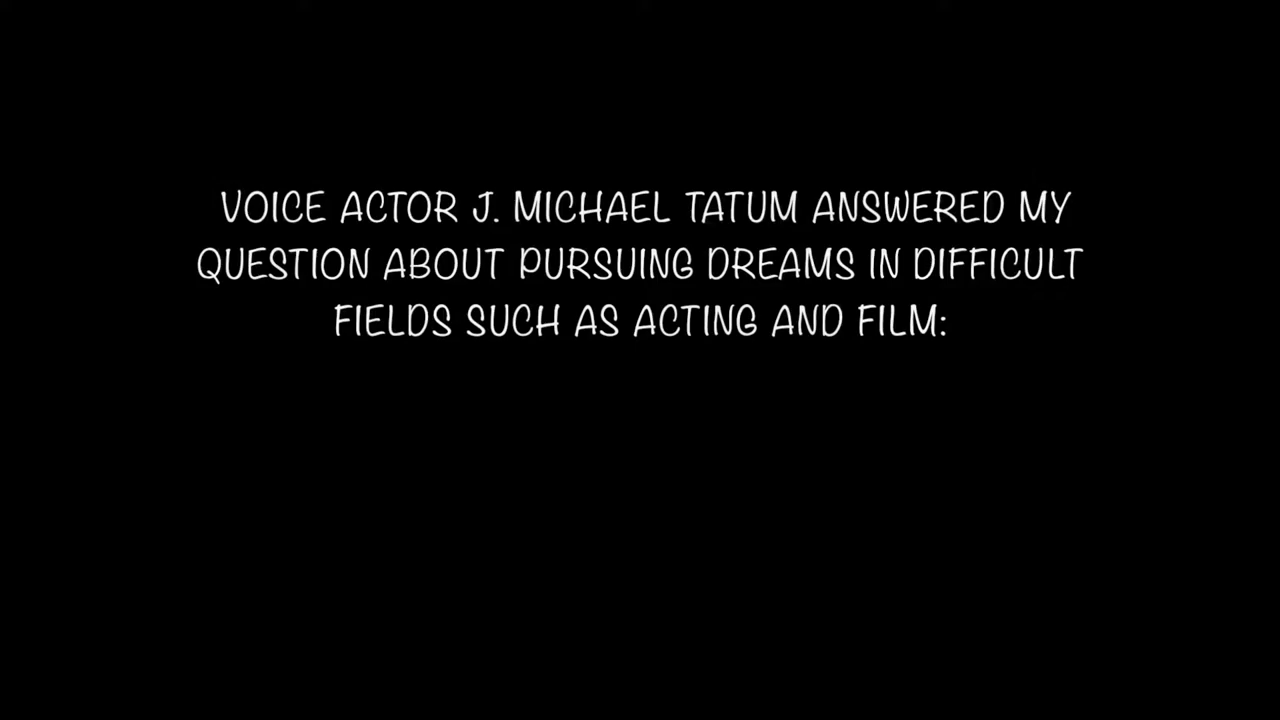 VOICE ACTOR J. MICHAEL TATUM ANSWERED MY
QUESTION ABOUT PURSUING DREAMS IN DIFFICULT
FIELDS SUCH AS ACTING AND FILM: